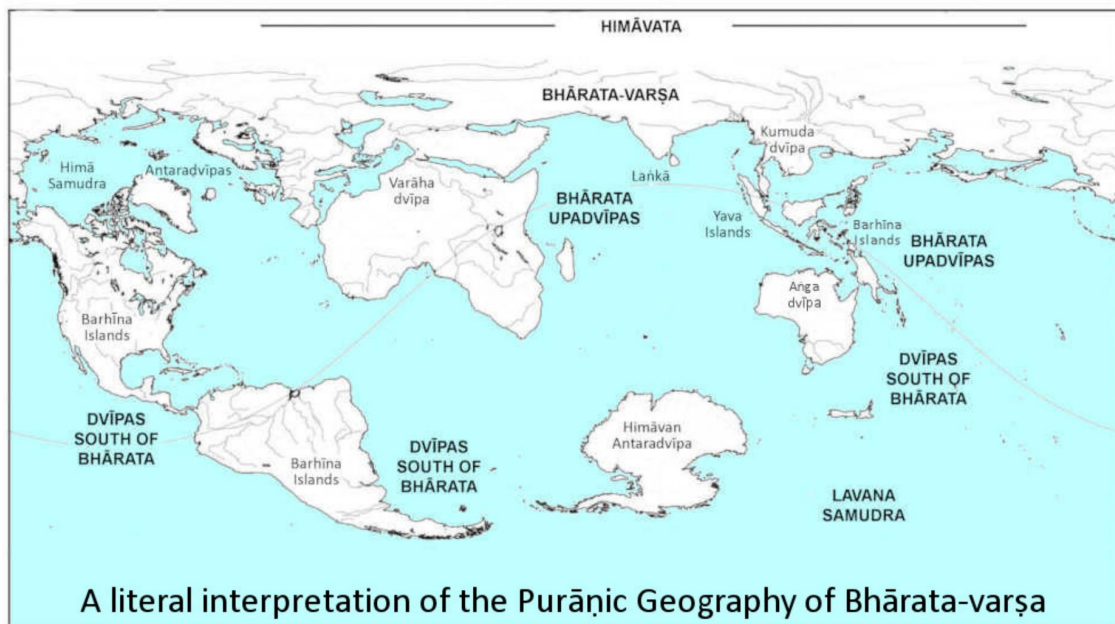 HIMĀVATA
BHĀRATA-VARṢA
Kumuda
dvīpa
Himā
Samudra
Antaradvīpas
Varāha
dvīpa
Laṅkā
BHĀRATA
UPADVĪPAS
Yava
Islands
Barhīna
Islands
BHĀRATA
UPADVĪPAS
Aṅga
dvīpa
Barhīna
Islands
DVĪPAS
SOUTH OF
BHĀRATA
DVĪPAS
SOUTH OF
BHĀRATA
Himāvan
Antaradvīpa
Barhīna
Islands
DVĪPAS
SOUTH OF
BHĀRATA
LAVANA
SAMUDRA
A literal interpretation of the Purāṇic Geography of Bhārata-varṣa